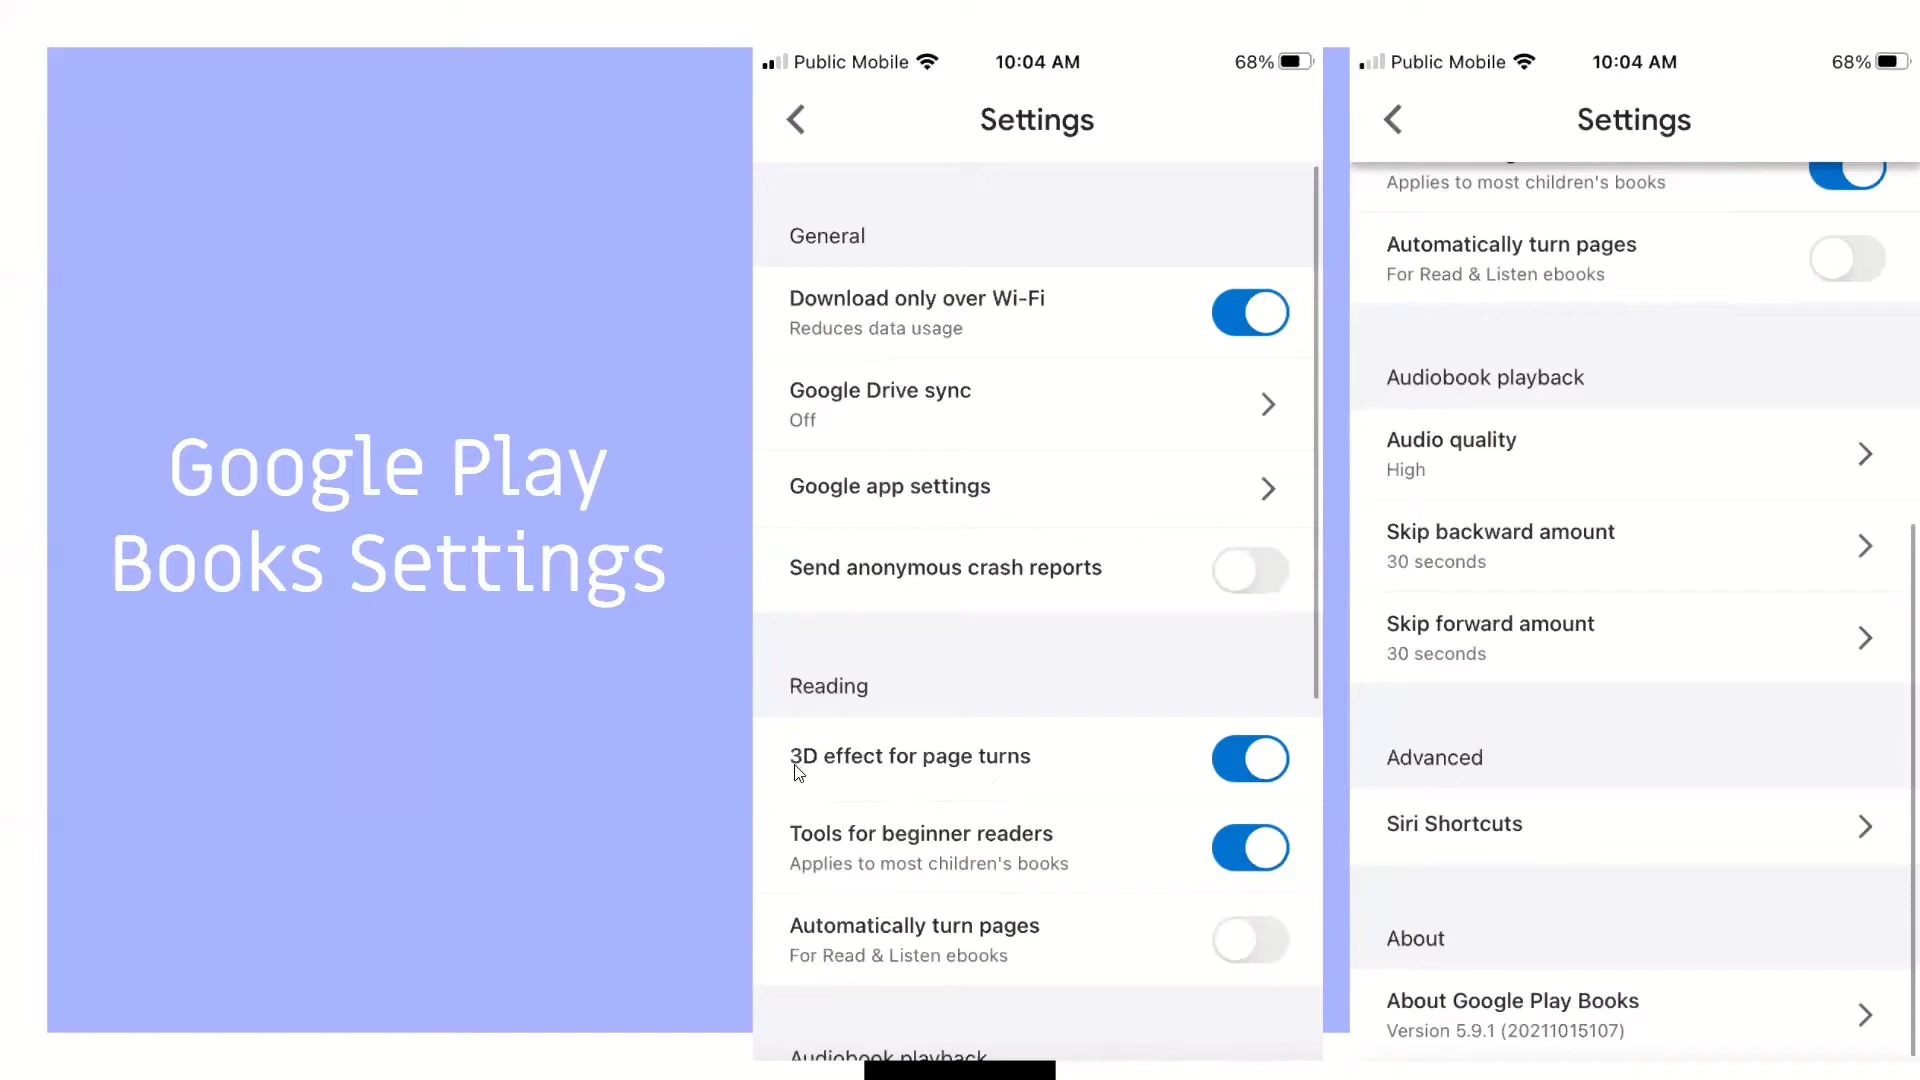 Google Play
Books Settings
Public Mobile 10:04 AM 68%
Settings
General
Download only over Wi-Fi
Reduces data usage
Google Drive sync
Off
Google app settings
Send anonymous crash reports
Reading
3D effect for page turns
Tools for beginner readers
Applies to most children's books
Automatically turn pages
For Read & Listen ebooks
Audiobook playback
Public Mobile 10:04 AM 68%
Settings
Applies to most children's books
Automatically turn pages
For Read & Listen ebooks
Audiobook playback
Audio quality
High
Skip backward amount
30 seconds
Skip forward amount
30 seconds
Advanced
Siri Shortcuts
About
About Google Play Books
Version 5.9.1 (20211015107)